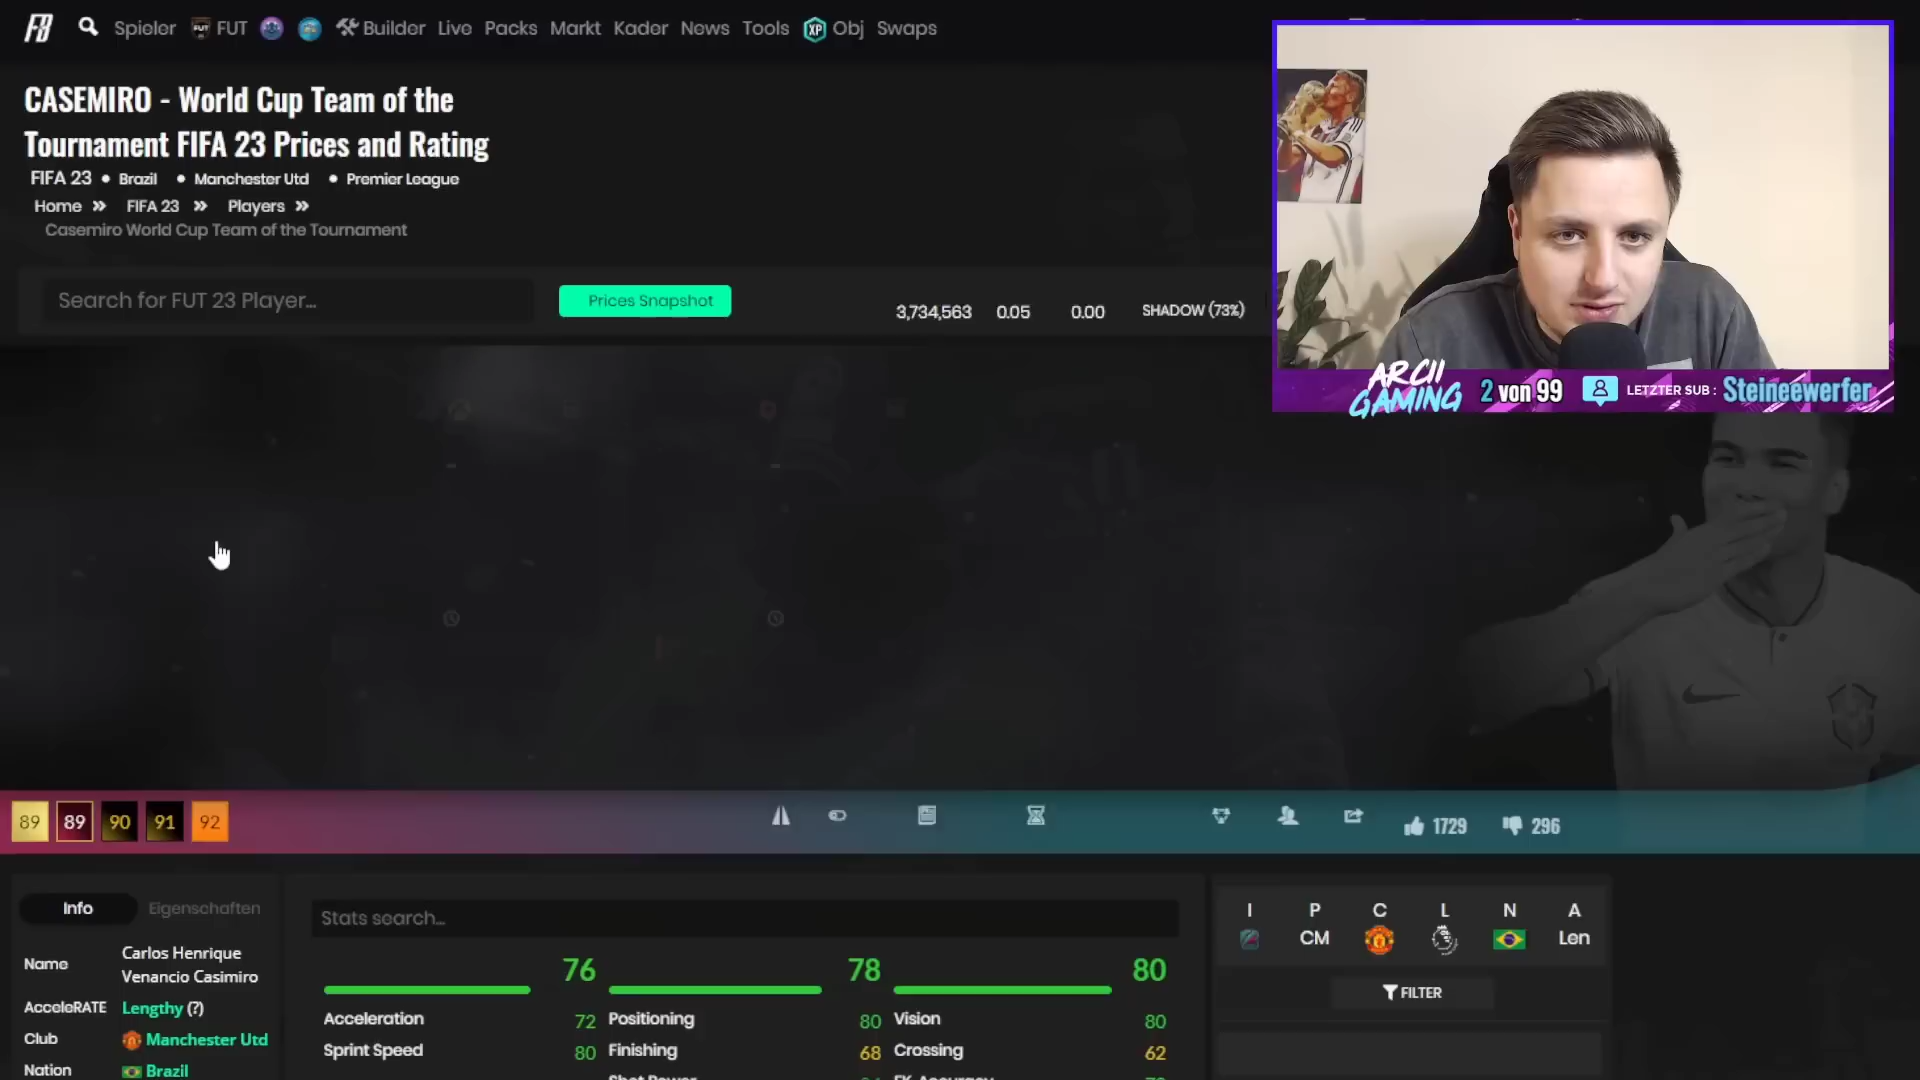 FB Spieler FUT FUT Builder Live Packs Markt Kader News Tools XP Obj Swaps
CASEMIRO - World Cup Team of the
Tournament FIFA 23 Prices and Rating
FIFA 23 • Brazil • Manchester Utd • Premier League
Home » FIFA 23 » Players »
Casemiro World Cup Team of the Tournament
Search for FUT 23 Player...
Prices Snapshot
3,734,563 0.05 0.00 SHADOW (73%)
ARCII
GAMING
2 von 99
LETZTER SUB : Steineewerfer
89 89 90 91 92
1729 296
Info Eigenschaften
Name Carlos Henrique
Venancio Casimiro
AcceleRATE Lengthy (?)
Club Manchester Utd
Nation Brazil
Stats search...
76 78 80
Acceleration 72 Positioning 80 Vision 80
Sprint Speed 80 Finishing 68 Crossing 62
I P C L N A
CM Len
FILTER